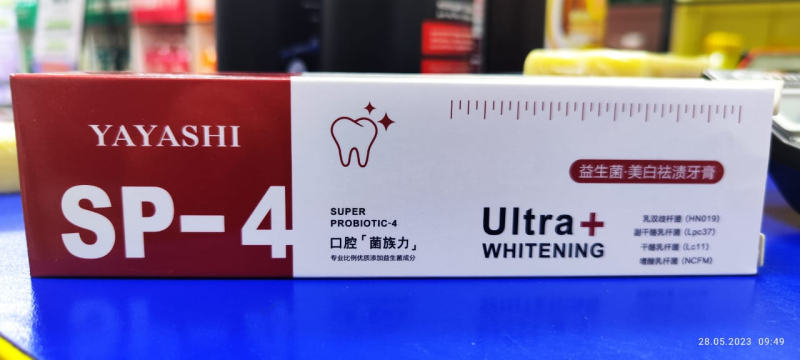 YAYASHI
SP-4
SUPER
PROBIOTIC-4
口腔「菌族力」
专业比例优质添加益生菌成分
益生菌·美白祛渍牙膏
Ultra+
WHITENING
乳双歧杆菌 (HN019)
副干酪乳杆菌 (Lpc37)
干酪乳杆菌 (Lc11)
嗜酸乳杆菌 (NCFM)
28.05.2023 09:49